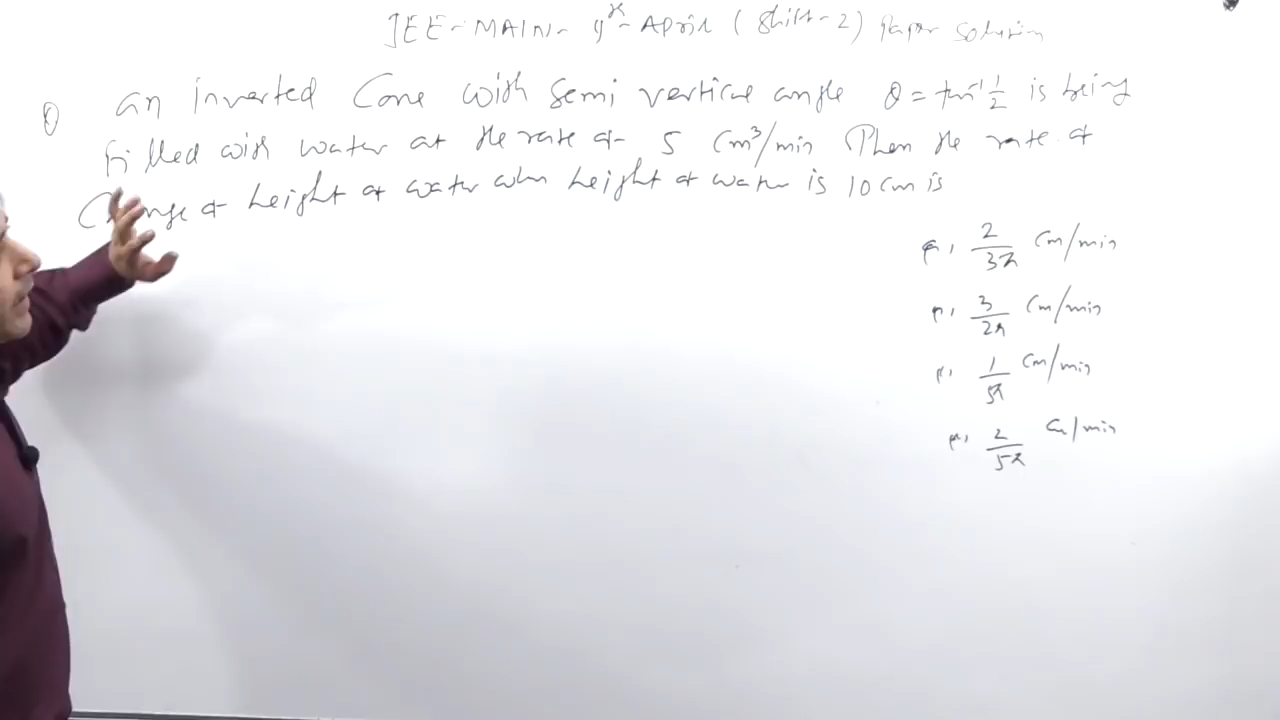 JEE-MAIN- 9th-April (Shift-2) Paper Solution
Q an inverted Cone with Semi vertical angle θ = tan⁻¹ 1/2 is being
filled with water at the rate of 5 Cm³/min Then the rate of
Change of height of water when height of water is 10 Cm is
2/3π Cm/min
3/2π Cm/min
1/5π Cm/min
2/5π Cm/min